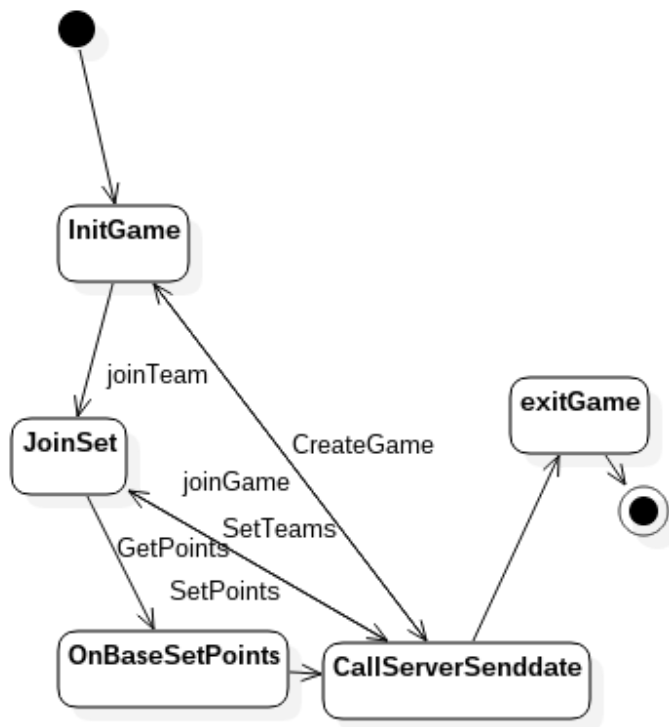 InitGame
joinTeam
exitGame
JoinSet
CreateGame
joinGame
SetTeams
GetPoints
SetPoints
OnBaseSetPoints
CallServerSenddate